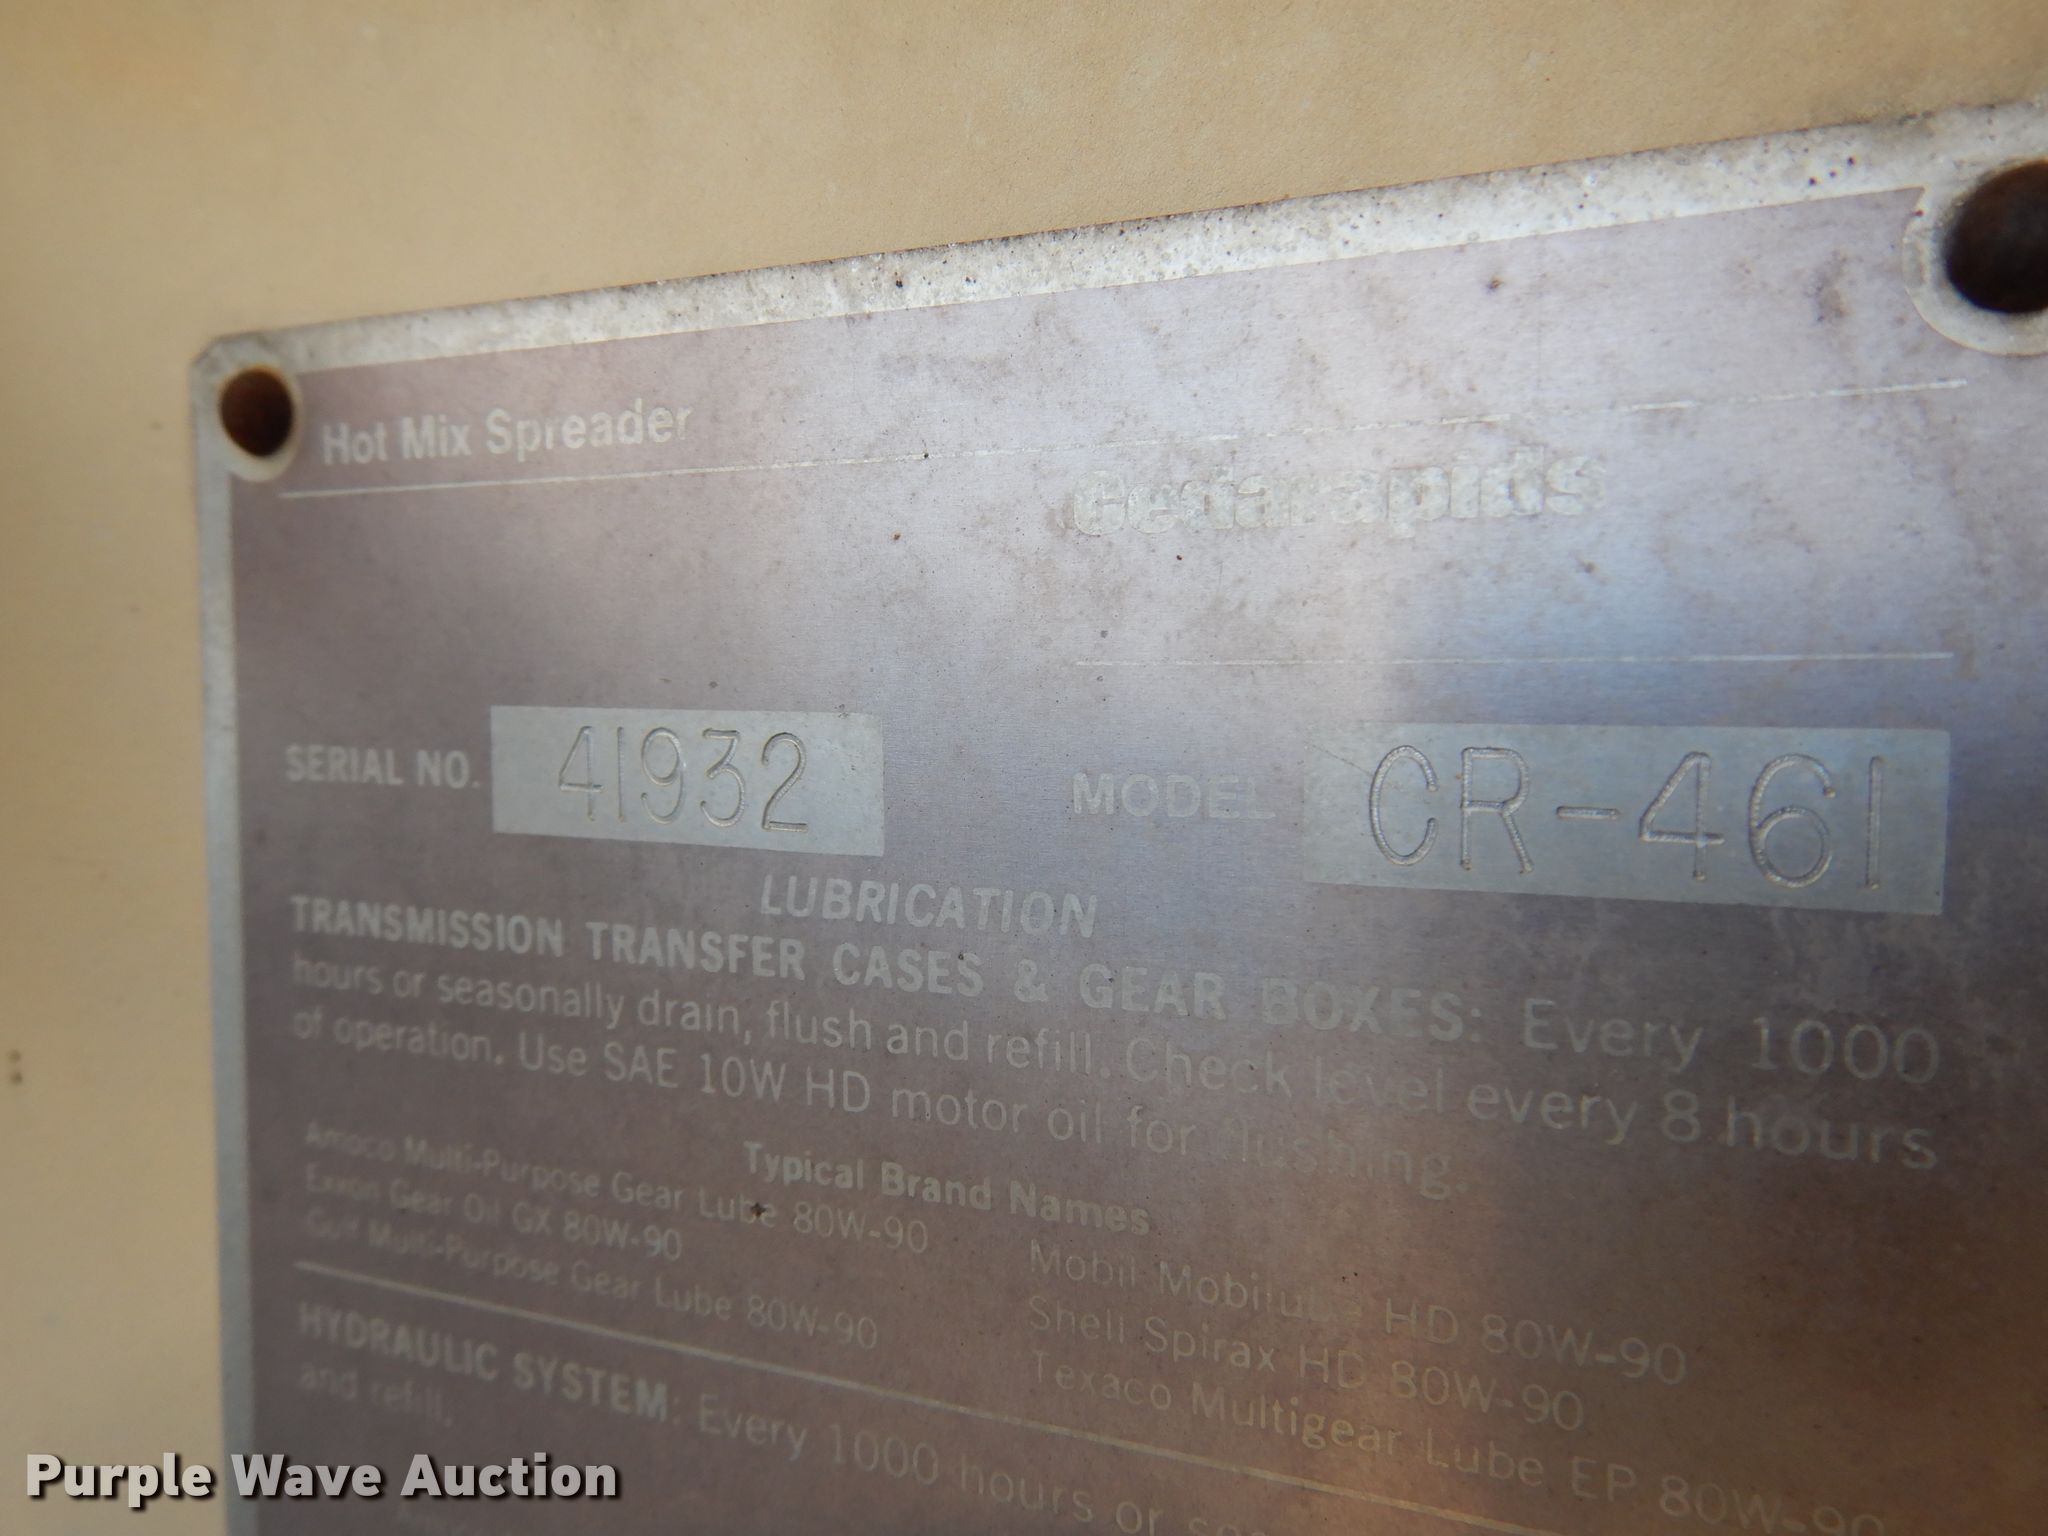 Hot Mix Spreader
Cedarapids
SERIAL NO. 41932
MODEL CR-461
LUBRICATION
TRANSMISSION TRANSFER CASES & GEAR BOXES: Every 1000
hours or seasonally drain, flush and refill. Check level every 8 hours
of operation. Use SAE 10W HD motor oil for flushing.
Typical Brand Names
Amoco Multi-Purpose Gear Lube 80W-90
Exxon Gear Oil GX 80W-90
Gulf Multi-Purpose Gear Lube 80W-90
Mobil Mobilube HD 80W-90
Shell Spirax HD 80W-90
Texaco Multigear Lube EP 80W-90
HYDRAULIC SYSTEM: Every 1000 hours or
and refill.
Purple Wave Auction